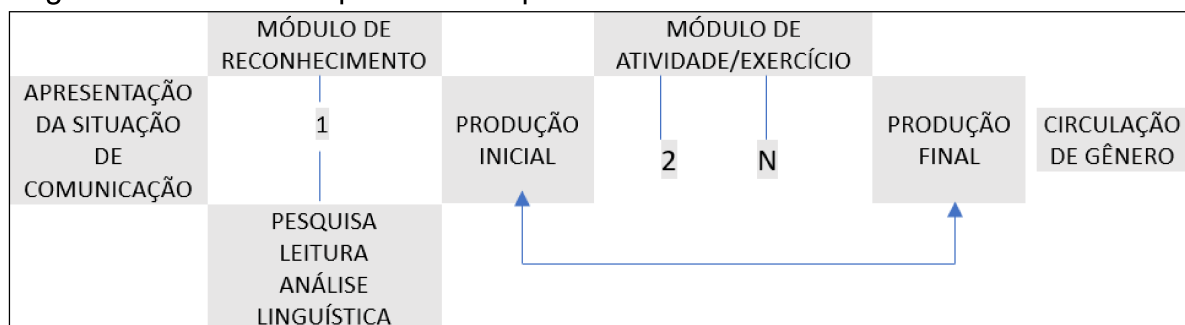 MÓDULO DE
RECONHECIMENTO
MÓDULO DE
ATIVIDADE/EXERCÍCIO
APRESENTAÇÃO
DA SITUAÇÃO
DE
COMUNICAÇÃO
1
PRODUÇÃO
INICIAL
2
N
PRODUÇÃO
FINAL
CIRCULAÇÃO
DE GÊNERO
PESQUISA
LEITURA
ANÁLISE
LINGUÍSTICA